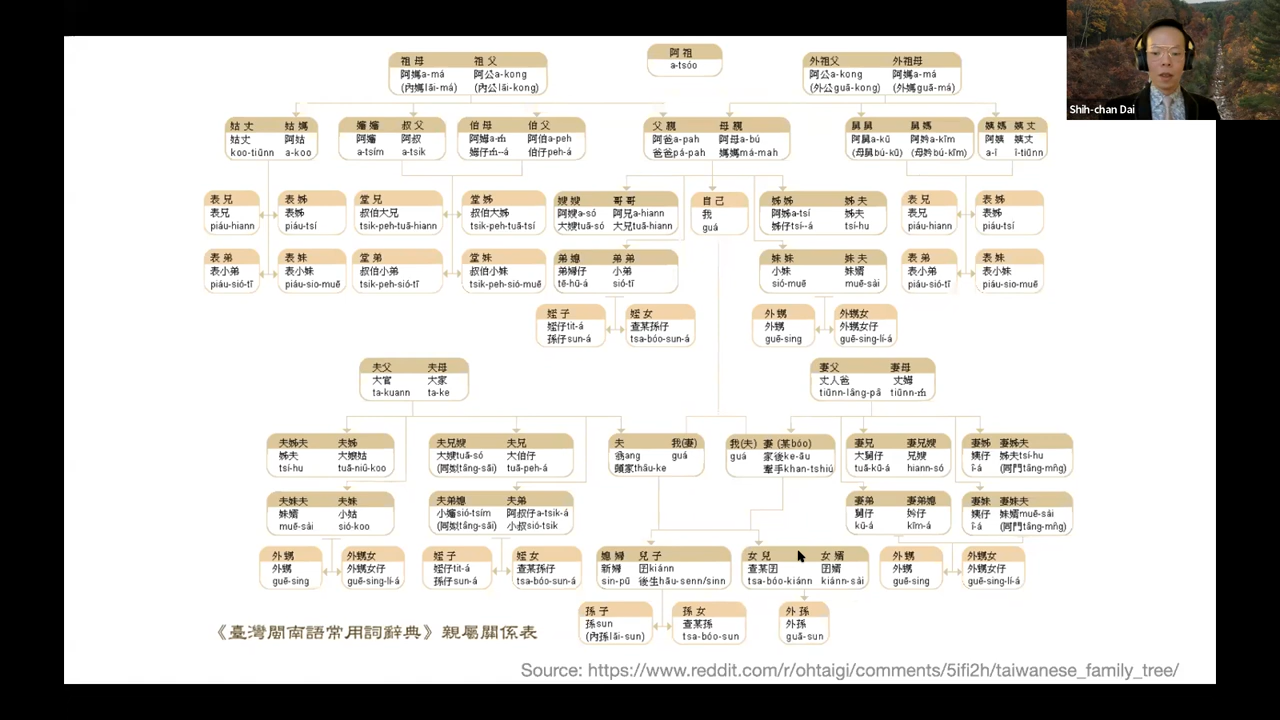 Shih-chan Dai
祖母 祖父
阿媽a-má 阿公a-kong
(內媽lāi-má) (內公lāi-kong)
阿祖
a-tsóo
外祖父 外祖母
阿公a-kong 阿媽a-má
(外公guā-kong) (外媽guā-má)
姑丈 姑媽
姑丈 阿姑
koo-tiūnn a-koo
嬸嬸 叔父
阿嬸 阿叔
a-tsím a-tsik
伯母 伯父
阿姆a-ḿ 阿伯a-peh
姆仔ḿ--á 伯仔peh-á
父親 母親
阿爸a-pah 阿母a-bú
爸爸pá-pah 媽媽má-mah
舅舅 舅媽
阿舅a-kū 阿妗a-kīm
(母舅bú-kū) (母妗bú-kīm)
姨媽 姨丈
阿姨 姨丈
a-î î-tiūnn
表兄
表兄
piáu-hiann
表姊
表姊
piáu-tsí
堂兄
叔伯大兄
tsik-peh-tuā-hiann
堂姊
叔伯大姊
tsik-peh-tuā-tsí
嫂嫂 哥哥
阿嫂a-só 阿兄a-hiann
大嫂tuā-só 大兄tuā-hiann
自己
我
guá
姊姊 姊夫
阿姊a-tsí 姊夫
姊仔tsí--á tsí-hu
表兄
表兄
piáu-hiann
表姊
表姊
piáu-tsí
表弟
表小弟
piáu-sió-tī
表妹
表小妹
piáu-sio-muē
堂弟
叔伯小弟
tsik-peh-sió-tī
堂妹
叔伯小妹
tsik-peh-sió-muē
弟媳 弟弟
弟婦仔 小弟
tē-hū-á sió-tī
妹妹 妹夫
小妹 妹婿
sió-muē muē-sài
表弟
表小弟
piáu-sió-tī
表妹
表小妹
piáu-sio-muē
姪子
姪仔tit-á
孫仔sun-á
姪女
查某孫仔
tsa-bóo-sun-á
外甥
外甥
guē-sing
外甥女
外甥女仔
guē-sing-lí-á
夫父 夫母
大官 大家
ta-kuann ta-ke
妻父 妻母
丈人爸 丈姆
tiūnn-lâng-pâ tiūnn-ḿ
夫姊夫 夫姊
姊夫 大娘姑
tsí-hu tuā-niû-koo
夫兄嫂 夫兄
大嫂tuā-só 大伯仔
(同姒tâng-sāi) tuā-peh-á
夫 我(妻)
翁ang guá
頭家thâu-ke
我(夫) 妻 (某bóo)
guá 家後ke-āu
牽手khan-tshiú
妻兄 妻兄嫂
大舅仔 兄嫂
tuā-kū-á hiann-só
妻姊 妻姊夫
姨仔 姊夫tsí-hu
î-á (同門tâng-mn̂g)
夫妹夫 夫妹
妹婿 小姑
muē-sài sió-koo
夫弟媳 夫弟
小嬸sió-tsím 阿叔仔a-tsik-á
(同姒tâng-sāi) 小叔sió-tsik
妻弟 妻弟媳
舅仔 妗仔
kū-á kīm-á
妻妹 妻妹夫
姨仔 妹婿muē-sài
î-á (同門tâng-mn̂g)
外甥
外甥
guē-sing
外甥女
外甥女仔
guē-sing-lí-á
姪子
姪仔tit-á
孫仔sun-á
姪女
查某孫仔
tsa-bóo-sun-á
媳婦 兒子
新婦 囝kiánn
sin-pū 後生hāu-senn/sinn
女兒 女婿
查某囝 囝婿
tsa-bóo-kiánn kiánn-sài
外甥
外甥
guē-sing
外甥女
外甥女仔
guē-sing-lí-á
孫子
孫sun
(內孫lāi-sun)
孫女
查某孫
tsa-bóo-sun
外孫
外孫
guā-sun
《臺灣閩南語常用詞辭典》親屬關係表
Source: https://www.reddit.com/r/ohtaigi/comments/5ifi2h/taiwanese_family_tree/